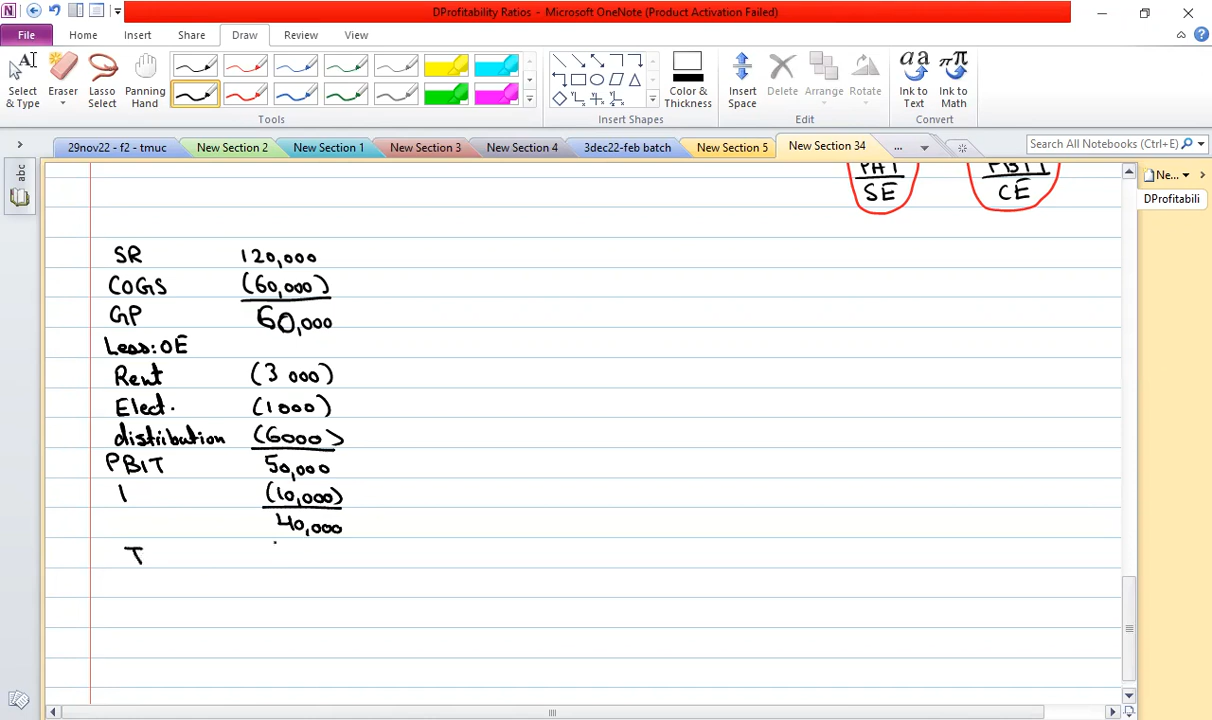 DProfitability Ratios - Microsoft OneNote (Product Activation Failed)
File Home Insert Share Draw Review View
Select & Type
Eraser
Lasso Select
Panning Hand
Color & Thickness
Insert Space
Delete
Arrange
Rotate
Ink to Text
Ink to Math
Tools
Insert Shapes
Edit
Convert
29nov22 - f2 - tmuc New Section 2 New Section 1 New Section 3 New Section 4 3dec22-feb batch New Section 5 New Section 34 ... Search All Notebooks (Ctrl+E)
abc
Ne...
DProfitabili
PAT PBIT
SE CE
SR 120,000
COGS (60,000)
GP 60,000
Less: OE
Rent (3 000)
Elect. (1000)
distribution (6000)
PBIT 50,000
I (10,000)
40,000
T